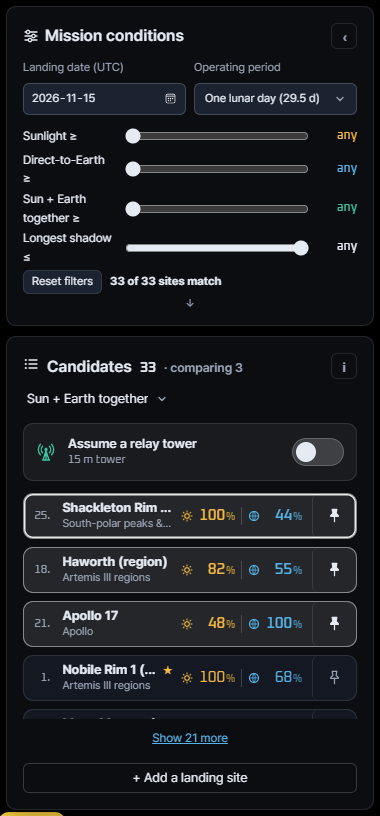 Mission conditions
Landing date (UTC) Operating period
2026-11-15 One lunar day (29.5 d)
Sunlight ≥ any
Direct-to-Earth
≥ any
Sun + Earth
together ≥ any
Longest shadow
≤ any
Reset filters 33 of 33 sites match
↓
Candidates 33 · comparing 3
i
Sun + Earth together
Assume a relay tower
15 m tower
25. Shackleton Rim ... 100% 44%
South-polar peaks &...
18. Haworth (region) 82% 55%
Artemis III regions
21. Apollo 17 48% 100%
Apollo
1. Nobile Rim 1 (... ★ 100% 68%
Artemis III regions
Show 21 more
+ Add a landing site